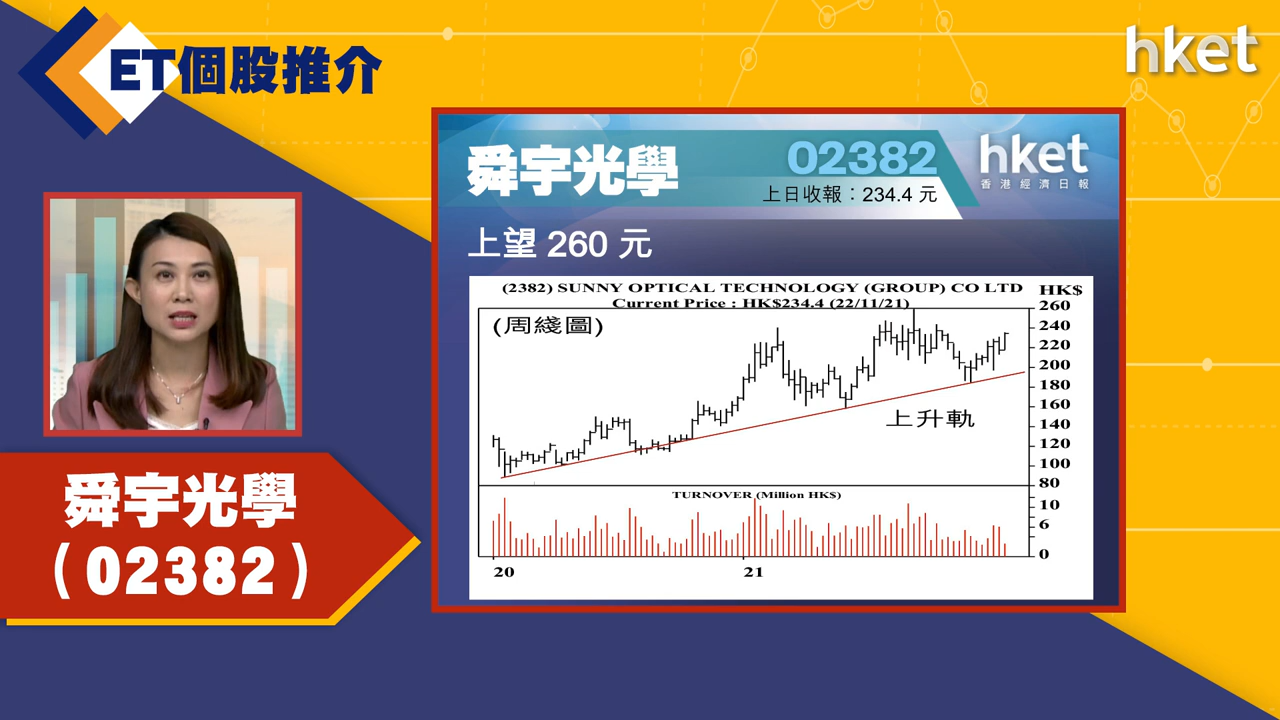 ET個股推介
hket
舜宇光學
02382
上日收報：234.4 元
hket
香港經濟日報
上望 260 元
(2382) SUNNY OPTICAL TECHNOLOGY (GROUP) CO LTD
HK$
Current Price : HK$234.4 (22/11/21)
(周綫圖)
260
240
220
200
180
160
140
120
100
80
上升軌
TURNOVER (Million HK$)
10
6
0
20
21
舜宇光學
（02382）